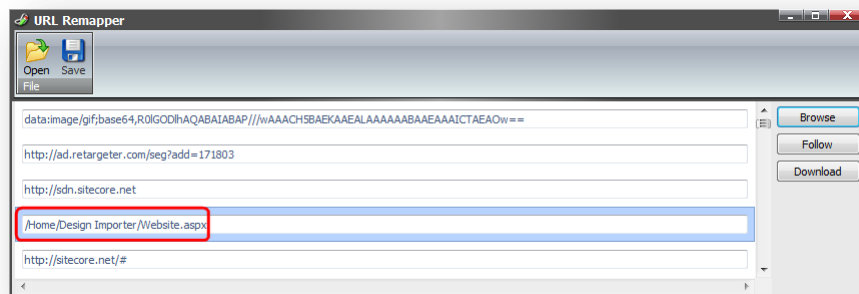 URL Remapper
Open Save
File
data:image/gif;base64,R0lGODlhAQABAIABAP///wAAACH5BAEKAAEALAAAAAABAAEAAAICTAEAOw==
http://ad.retargeter.com/seg?add=171803
http://sdn.sitecore.net
/Home/Design Importer/Website.aspx
http://sitecore.net/#
Browse
Follow
Download